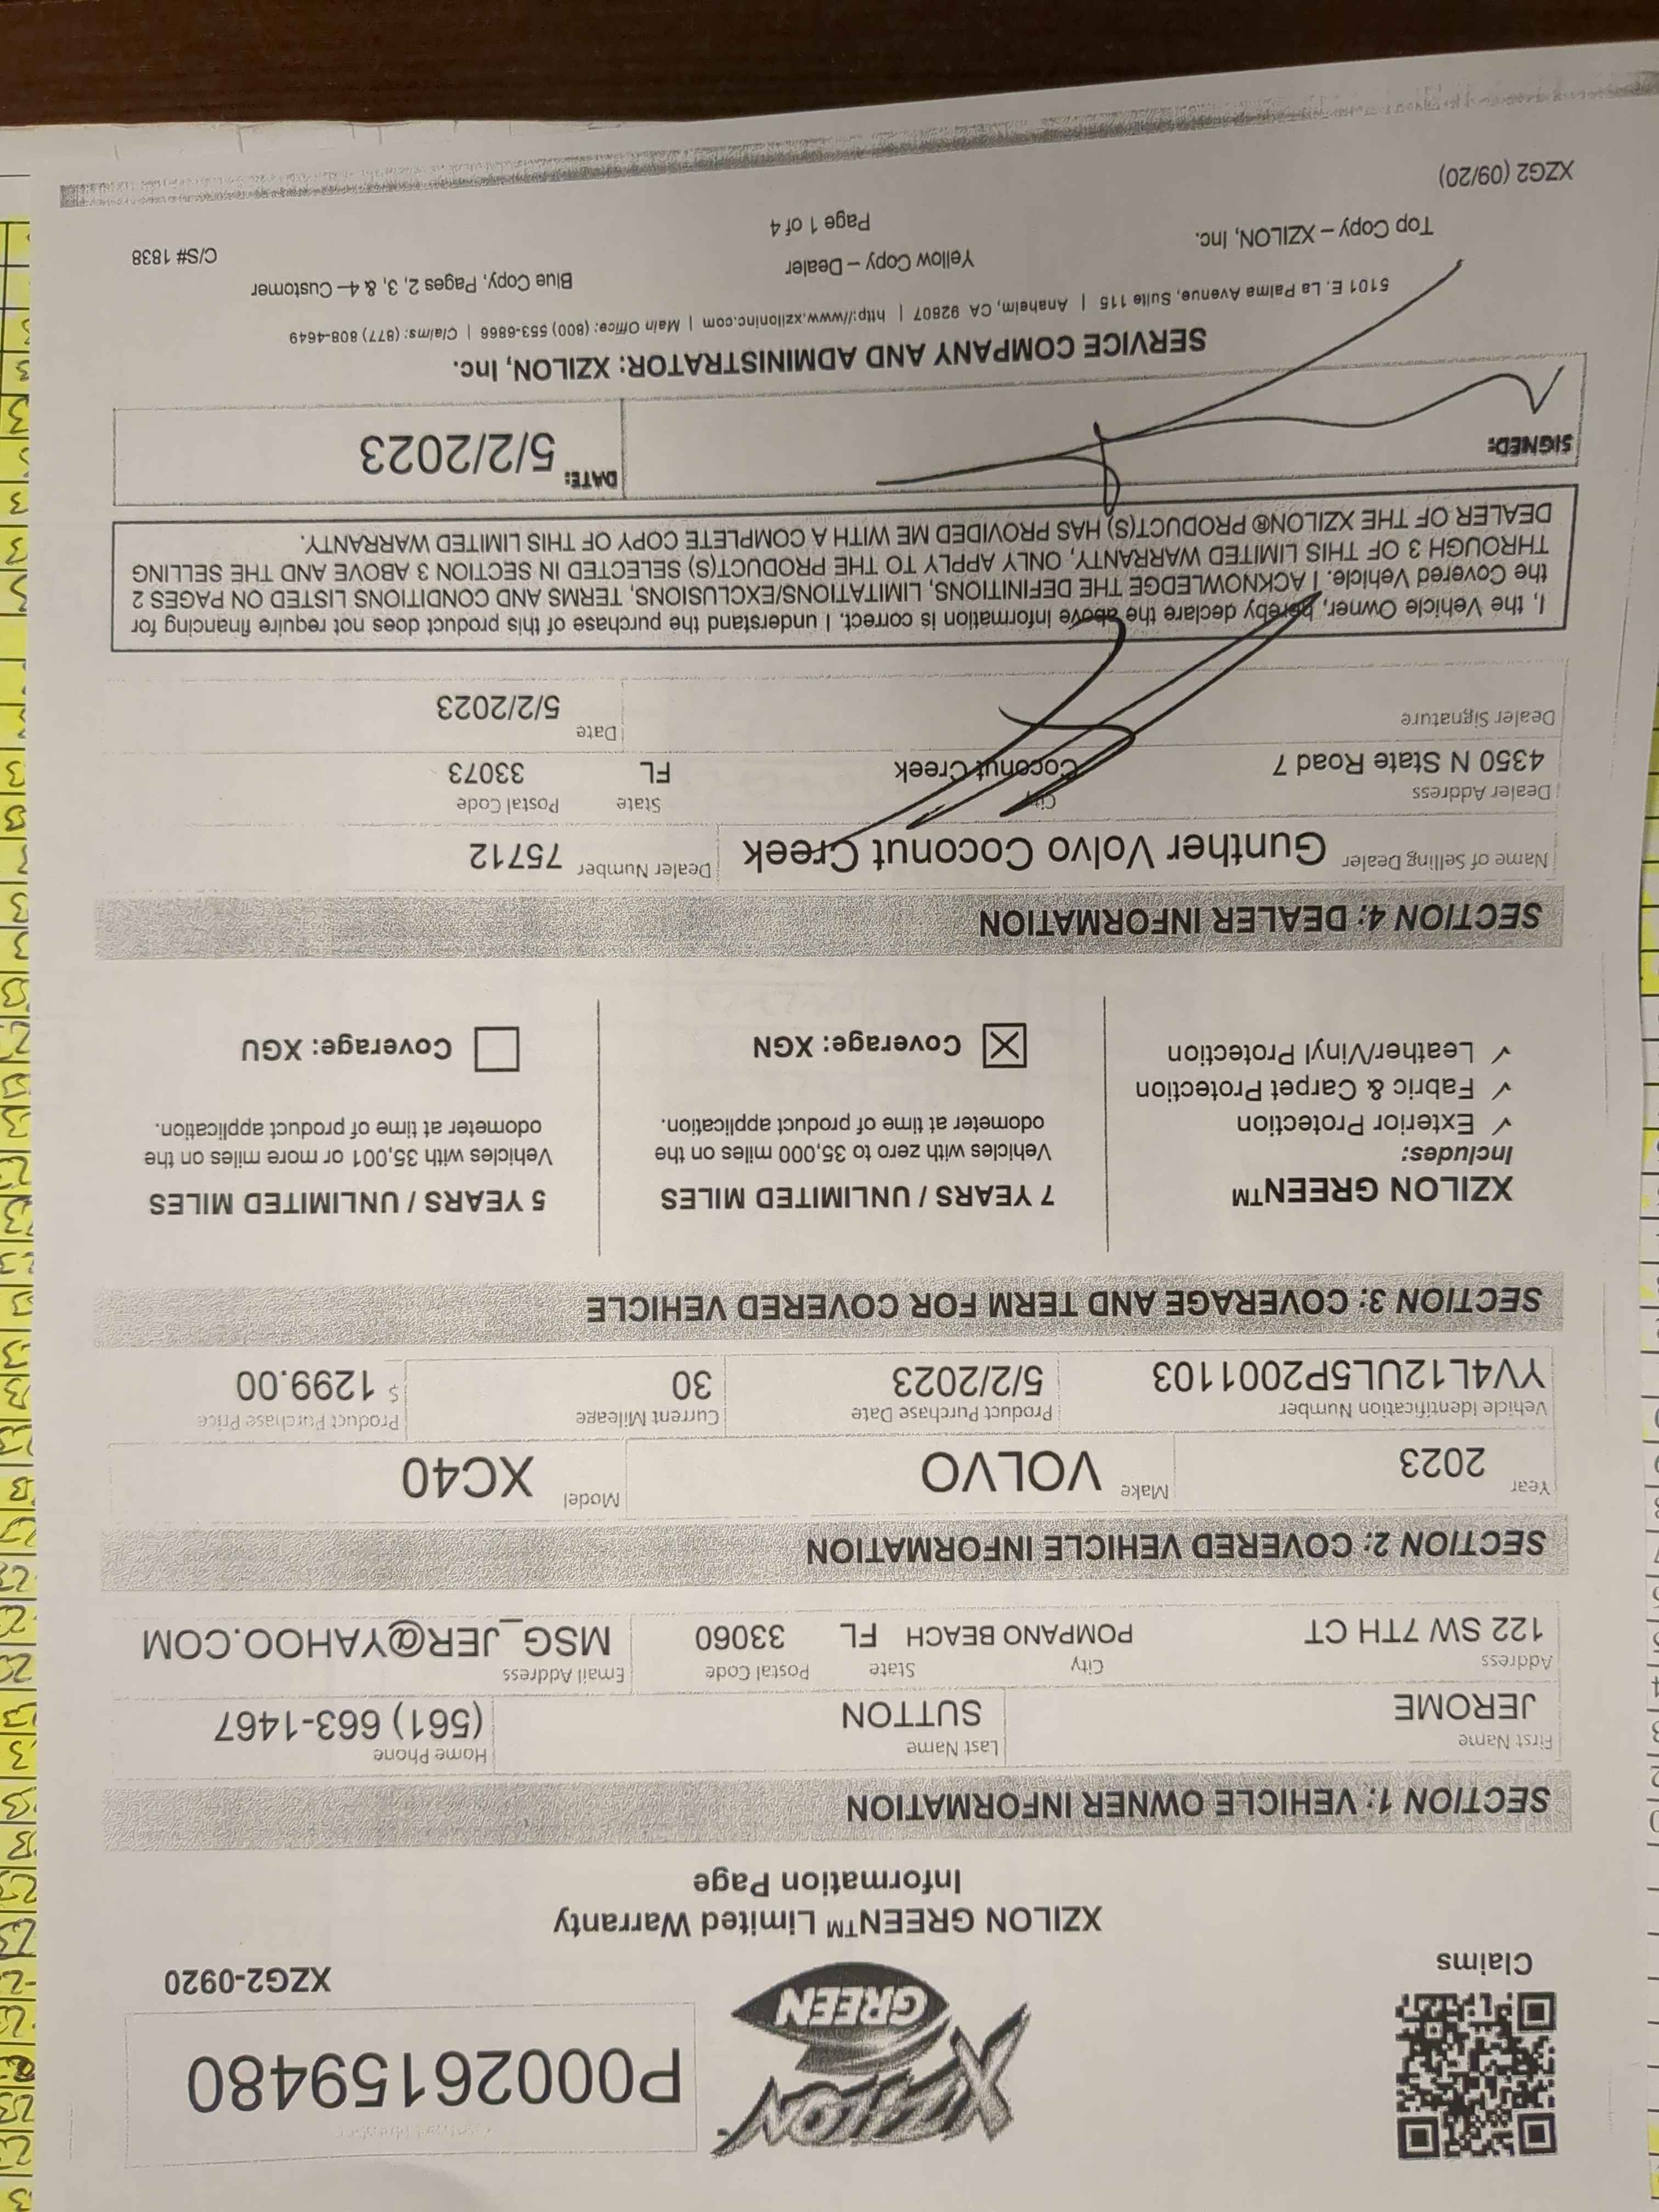 Claims
XZILON
GREEN
P00026159480
XZG2-0920
XZILON GREEN™ Limited Warranty
Information Page
SECTION 1: VEHICLE OWNER INFORMATION
First Name Last Name Home Phone
JEROME SUTTON (561) 663-1467
Address City State Postal Code Email Address
122 SW 7TH CT POMPANO BEACH FL 33060 MSG_JER@YAHOO.COM
SECTION 2: COVERED VEHICLE INFORMATION
Year 2023 Make VOLVO Model XC40
Vehicle Identification Number Product Purchase Date Current Mileage Product Purchase Price
YV4L12UL5P2001103 5/2/2023 30 $ 1299.00
SECTION 3: COVERAGE AND TERM FOR COVERED VEHICLE
XZILON GREEN™
Includes:
✓ Exterior Protection
✓ Fabric & Carpet Protection
✓ Leather/Vinyl Protection
7 YEARS / UNLIMITED MILES
Vehicles with zero to 35,000 miles on the
odometer at time of product application.
☒ Coverage: XGN
5 YEARS / UNLIMITED MILES
Vehicles with 35,001 or more miles on the
odometer at time of product application.
☐ Coverage: XGU
SECTION 4: DEALER INFORMATION
Name of Selling Dealer Gunther Volvo Coconut Creek Dealer Number 75712
Dealer Address City State Postal Code
4350 N State Road 7 Coconut Creek FL 33073
Dealer Signature Date 5/2/2023
I, the Vehicle Owner, hereby declare the above information is correct. I understand the purchase of this product does not require financing for
the Covered Vehicle. I ACKNOWLEDGE THE DEFINITIONS, LIMITATIONS/EXCLUSIONS, TERMS AND CONDITIONS LISTED ON PAGES 2
THROUGH 3 OF THIS LIMITED WARRANTY, ONLY APPLY TO THE PRODUCT(S) SELECTED IN SECTION 3 ABOVE AND THE SELLING
DEALER OF THE XZILON® PRODUCT(S) HAS PROVIDED ME WITH A COMPLETE COPY OF THIS LIMITED WARRANTY.
SIGNED: DATE: 5/2/2023
SERVICE COMPANY AND ADMINISTRATOR: XZILON, Inc.
5101 E. La Palma Avenue, Suite 115 | Anaheim, CA 92807 | http://www.xziloninc.com | Main Office: (800) 553-6866 | Claims: (877) 808-4649
Top Copy – XZILON, Inc. Yellow Copy – Dealer Blue Copy, Pages 2, 3, & 4 – Customer
Page 1 of 4 C/S# 1838
XZG2 (09/20)